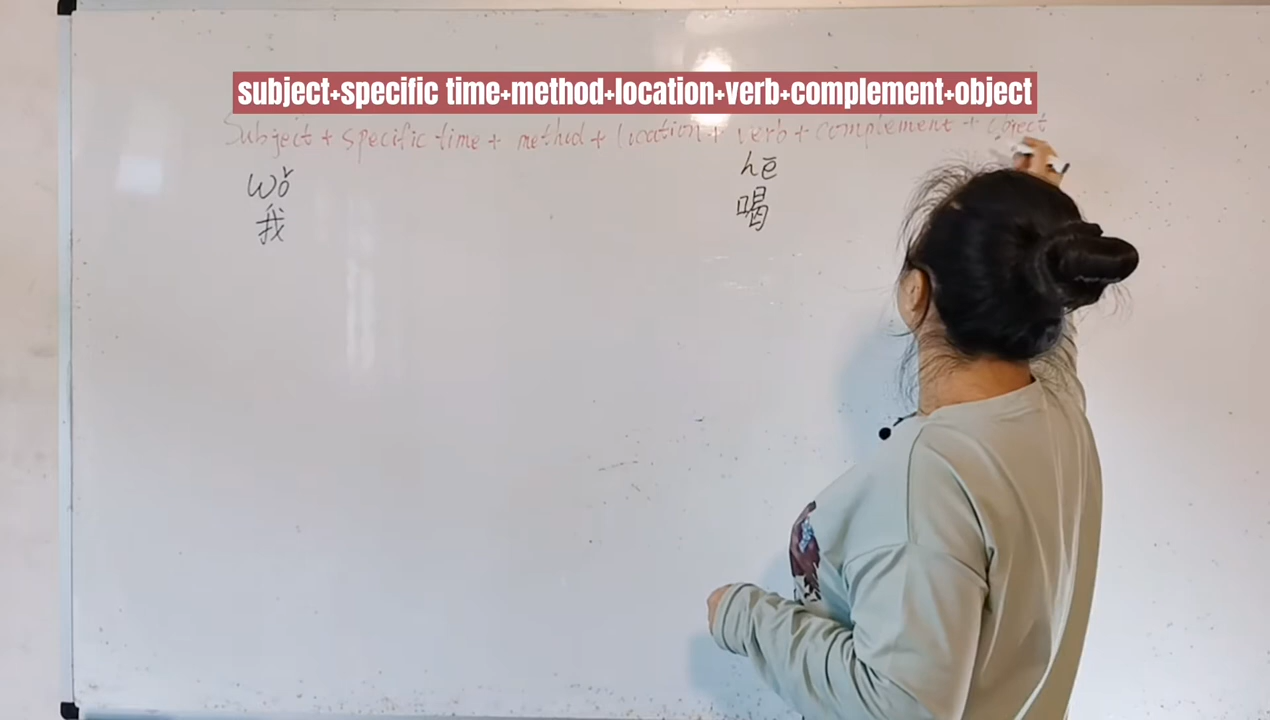 subject+specific time+method+location+verb+complement+object
Subject + specific time + method + location + verb + complement + object
wǒ hē
我 喝